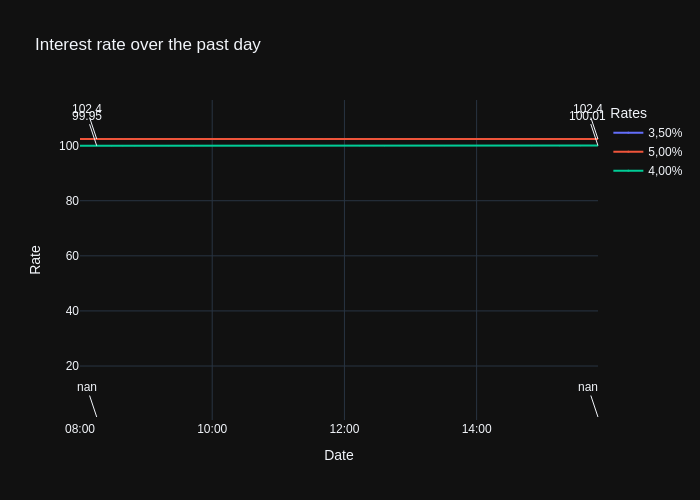 Interest rate over the past day
102.4
99.95
102.4
100.01
Rates
3,50%
5,00%
4,00%
100
80
60
40
20
Rate
nan
nan
08:00
10:00
12:00
14:00
Date